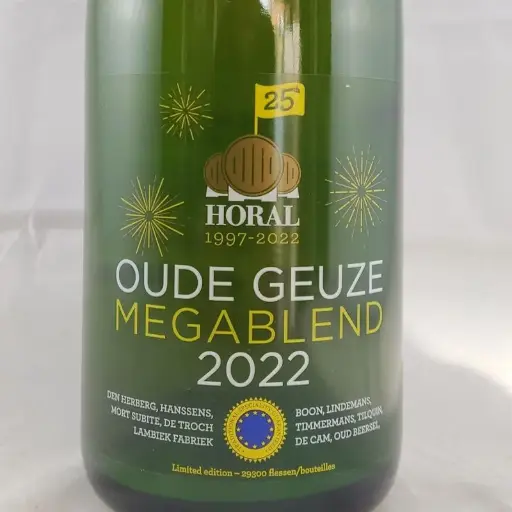 25
HORAL
1997-2022
OUDE GEUZE
MEGABLEND
2022
DEN HERBERG, HANSSENS,
MORT SUBITE, DE TROCH
LAMBIEK FABRIEK
BOON, LINDEMANS,
TIMMERMANS, TILQUIN,
DE CAM, OUD BEERSEL.
Limited edition – 29300 flessen/bouteilles